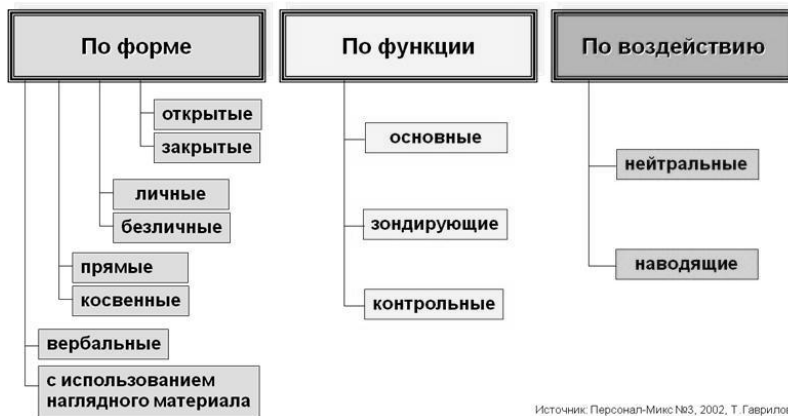 По форме
открытые
закрытые
личные
безличные
прямые
косвенные
вербальные
с использованием
наглядного материала
По функции
основные
зондирующие
контрольные
По воздействию
нейтральные
наводящие
Источник: Персонал-Микс №3, 2002, Т.